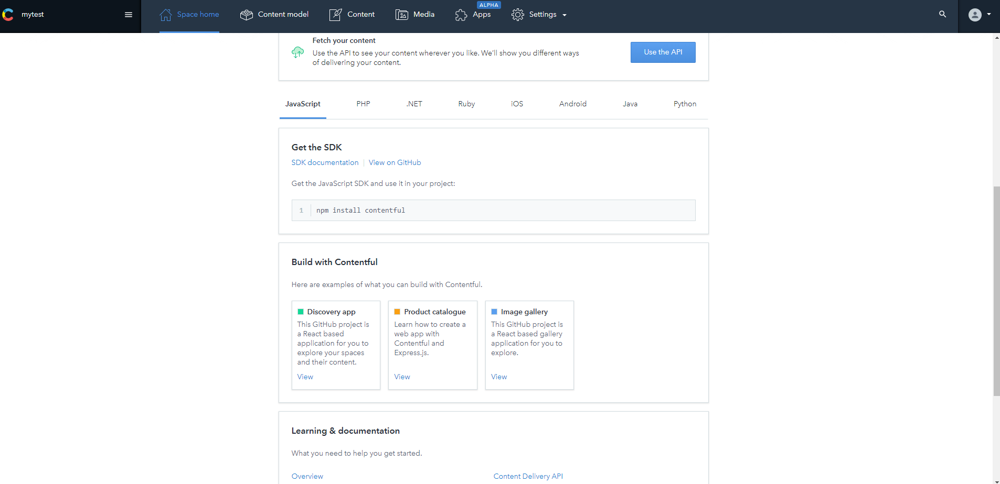 mytest
Space home
Content model
Content
Media
ALPHA
Apps
Settings
Fetch your content
Use the API to see your content wherever you like. We’ll show you different ways
of delivering your content.
Use the API
JavaScript PHP .NET Ruby iOS Android Java Python
Get the SDK
SDK documentation | View on GitHub
Get the JavaScript SDK and use it in your project:
1 npm install contentful
Build with Contentful
Here are examples of what you can build with Contentful.
Discovery app
This GitHub project is
a React based
application for you to
explore your spaces
and their content.
View
Product catalogue
Learn how to create a
web app with
Contentful and
Express.js.
View
Image gallery
This GitHub project is
a React based gallery
application for you to
explore.
View
Learning & documentation
What you need to help you get started.
Overview
Content Delivery API